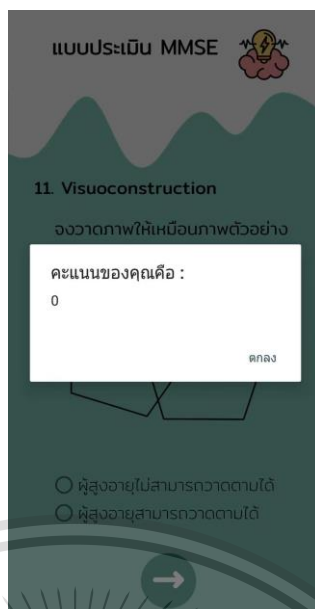 แบบประเมิน MMSE
11. Visuoconstruction
จงวาดภาพให้เหมือนภาพตัวอย่าง
คะแนนของคุณคือ :
0
ตกลง
ผู้สูงอายุไม่สามารถวาดตามได้
ผู้สูงอายุสามารถวาดตามได้